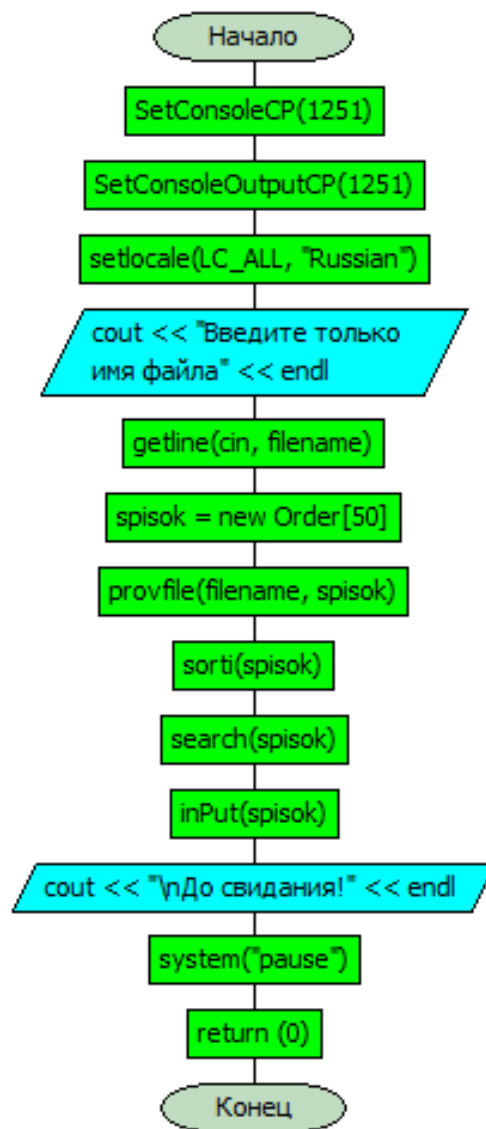 Начало
SetConsoleCP(1251)
SetConsoleOutputCP(1251)
setlocale(LC_ALL, "Russian")
cout << "Введите только
имя файла" << endl
getline(cin, filename)
spisok = new Order[50]
provfile(filename, spisok)
sorti(spisok)
search(spisok)
inPut(spisok)
cout << "\nДо свидания!" << endl
system("pause")
return (0)
Конец